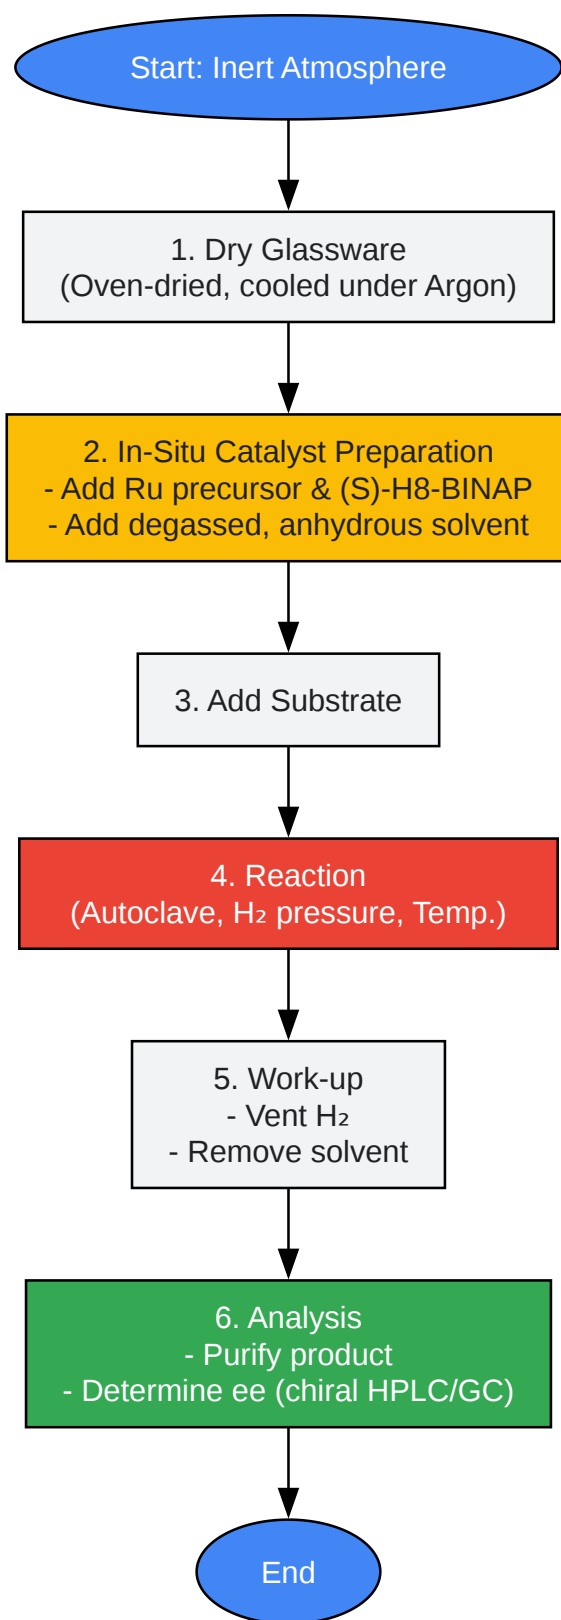 Start: Inert Atmosphere
1. Dry Glassware
(Oven-dried, cooled under Argon)
2. In-Situ Catalyst Preparation
- Add Ru precursor & (S)-H8-BINAP
- Add degassed, anhydrous solvent
3. Add Substrate
4. Reaction
(Autoclave, H₂ pressure, Temp.)
5. Work-up
- Vent H₂
- Remove solvent
6. Analysis
- Purify product
- Determine ee (chiral HPLC/GC)
End